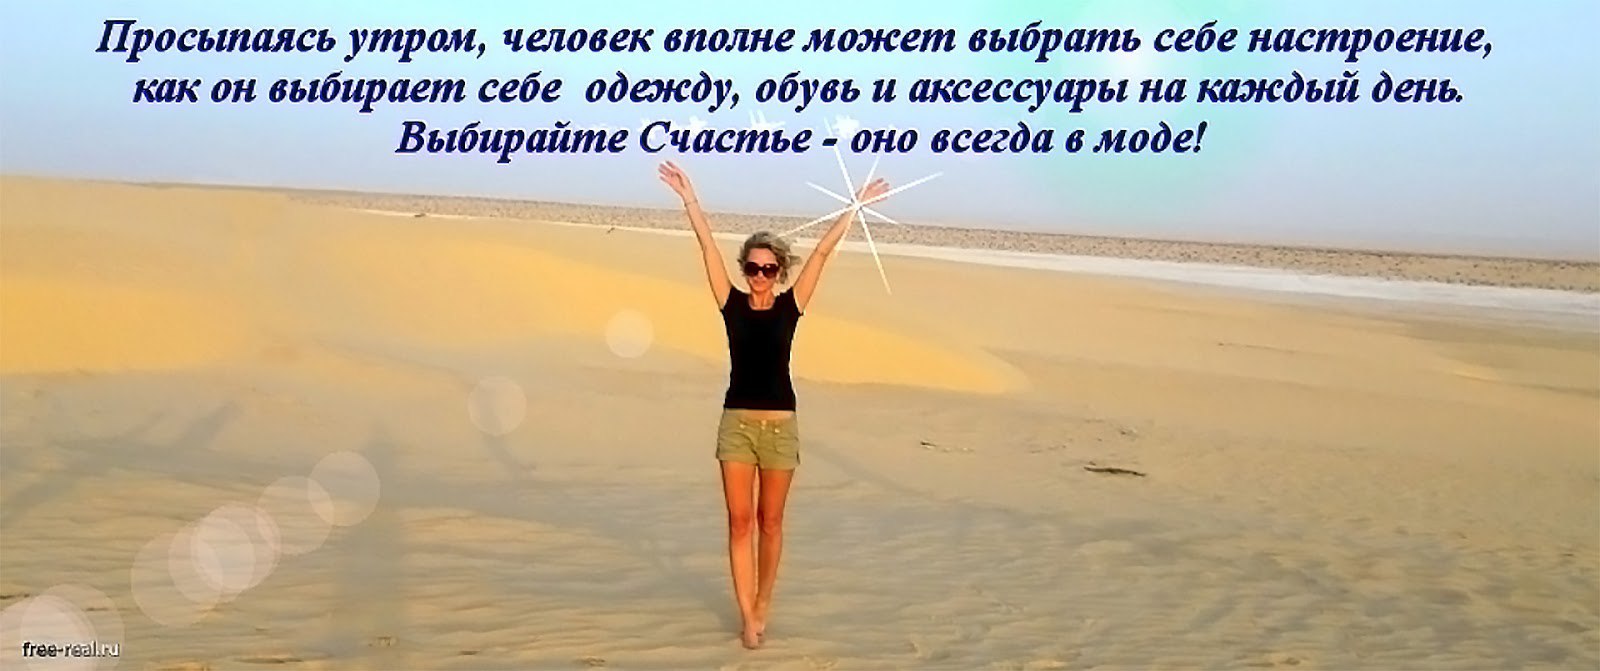 Просыпаясь утром, человек вполне может выбрать себе настроение,
как он выбирает себе одежду, обувь и аксессуары на каждый день.
Выбирайте Счастье - оно всегда в моде!
free-real.ru